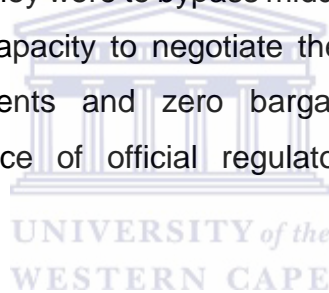 were to bypass
apacity to negotiate the
ents and zero barga
ce of official regulato
UNIVERSITY of the
WESTERN CAPE